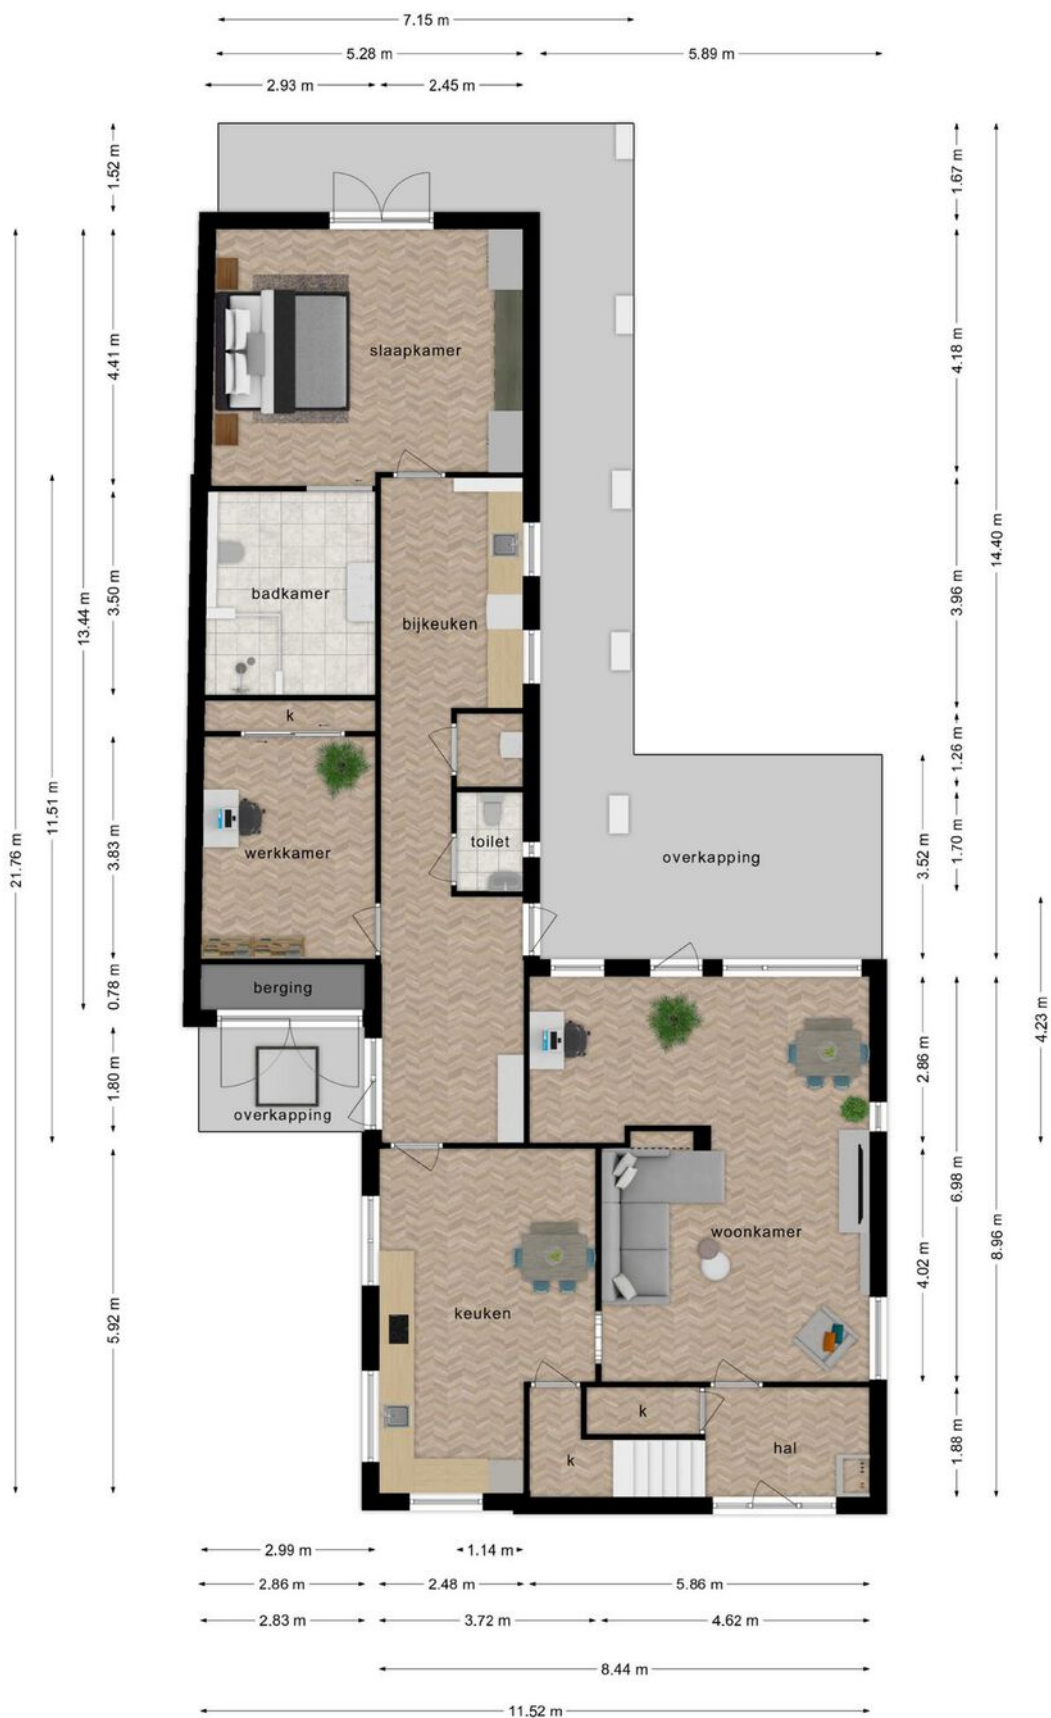 7.15 m
5.28 m
5.89 m
2.93 m
2.45 m
1.52 m
1.67 m
4.41 m
4.18 m
slaapkamer
14.40 m
3.50 m
3.96 m
badkamer
bijkeuken
13.44 m
k
1.26 m
11.51 m
21.76 m
3.83 m
werkkamer
toilet
overkapping
3.52 m
1.70 m
0.78 m
berging
4.23 m
1.80 m
overkapping
2.86 m
6.98 m
8.96 m
woonkamer
4.02 m
5.92 m
keuken
k
hal
k
1.88 m
2.99 m
1.14 m
2.86 m
2.48 m
5.86 m
2.83 m
3.72 m
4.62 m
8.44 m
11.52 m